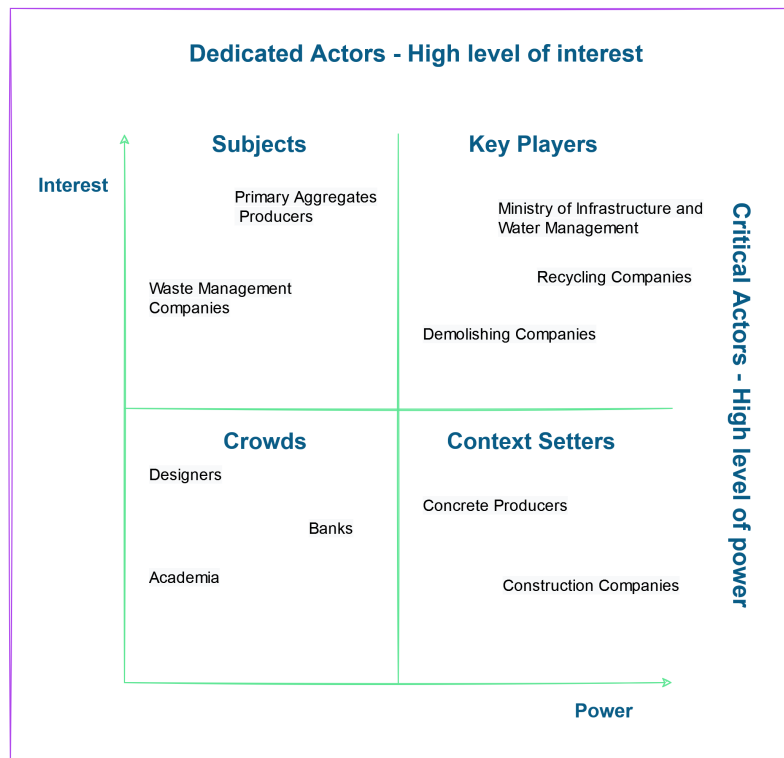 Dedicated Actors - High level of interest
Subjects
Key Players
Interest
Primary Aggregates
Producers
Ministry of Infrastructure and
Water Management
Recycling Companies
Waste Management
Companies
Demolishing Companies
Critical Actors - High level of power
Crowds
Context Setters
Designers
Concrete Producers
Banks
Academia
Construction Companies
Power